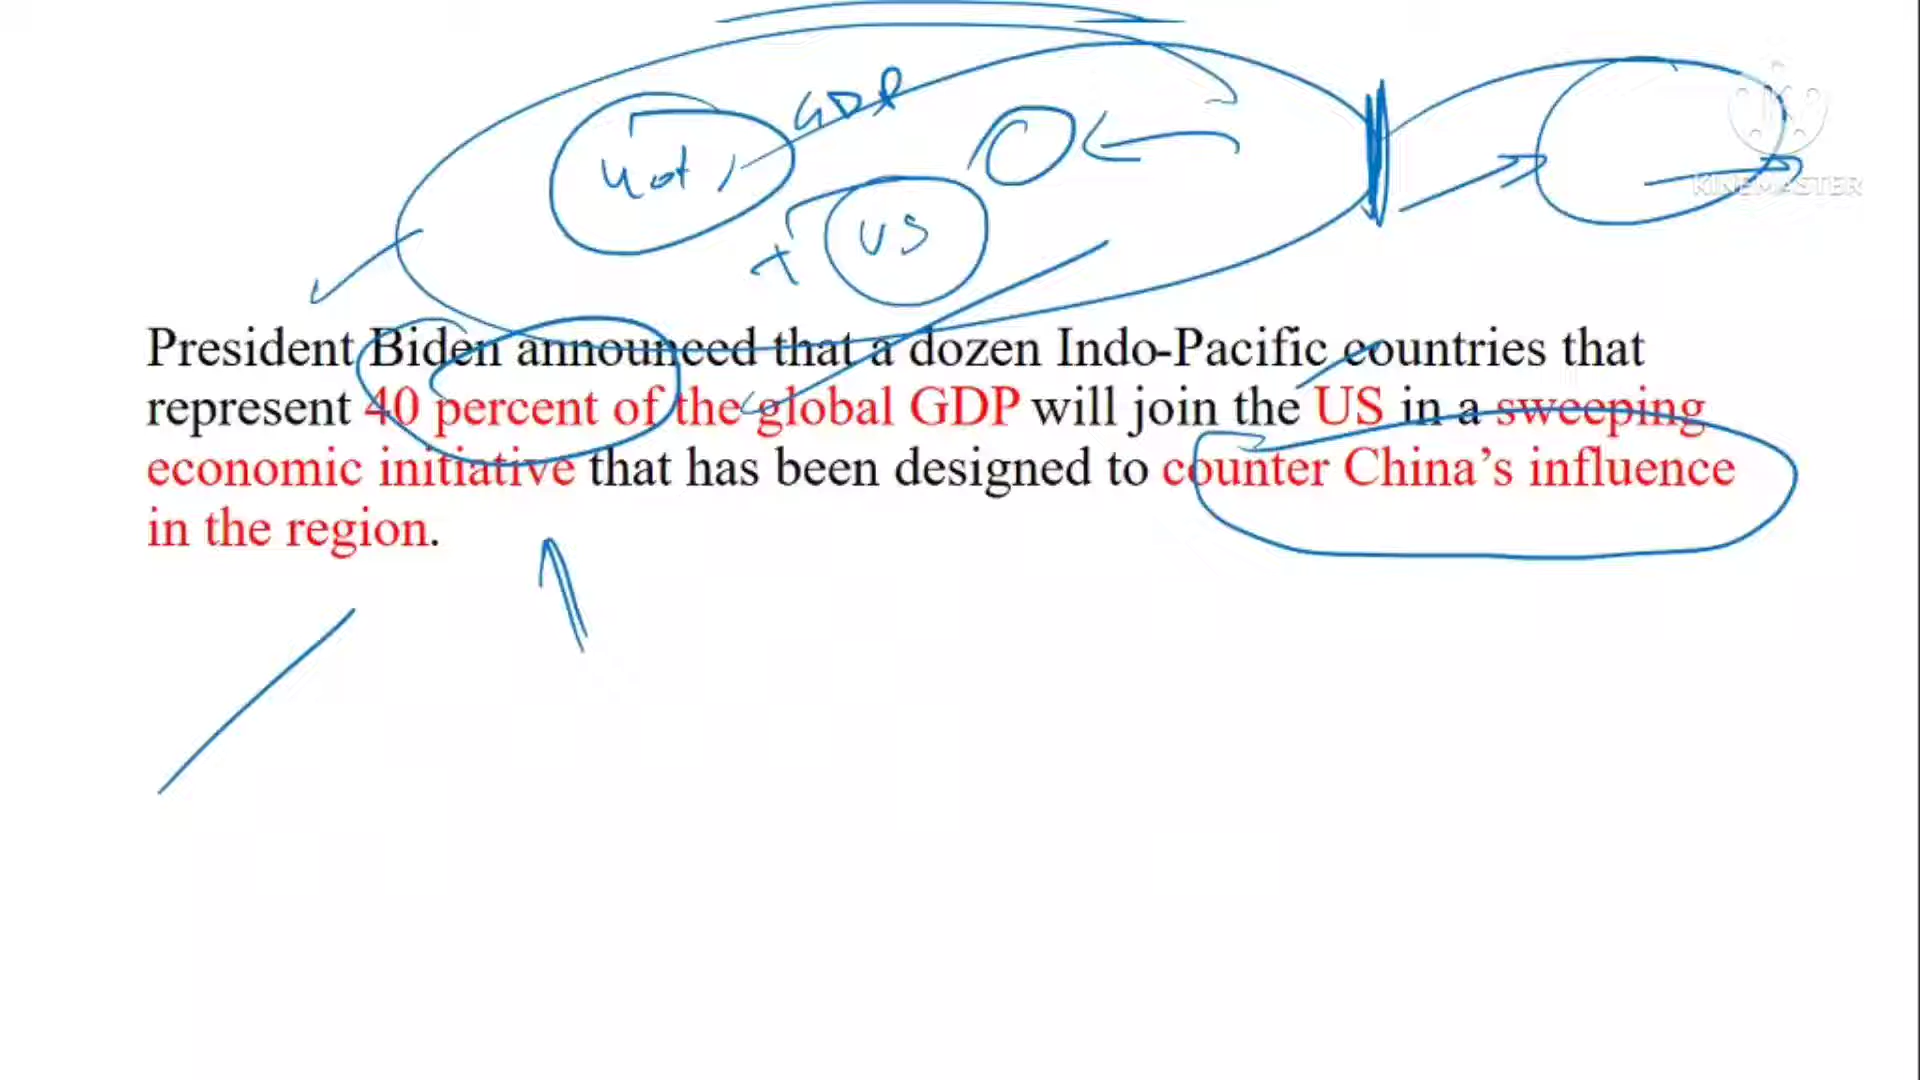 GDP
US
KINEMASTER
President Biden announced that a dozen Indo-Pacific countries that
represent 40 percent of the global GDP will join the US in a sweeping
economic initiative that has been designed to counter China’s influence
in the region.